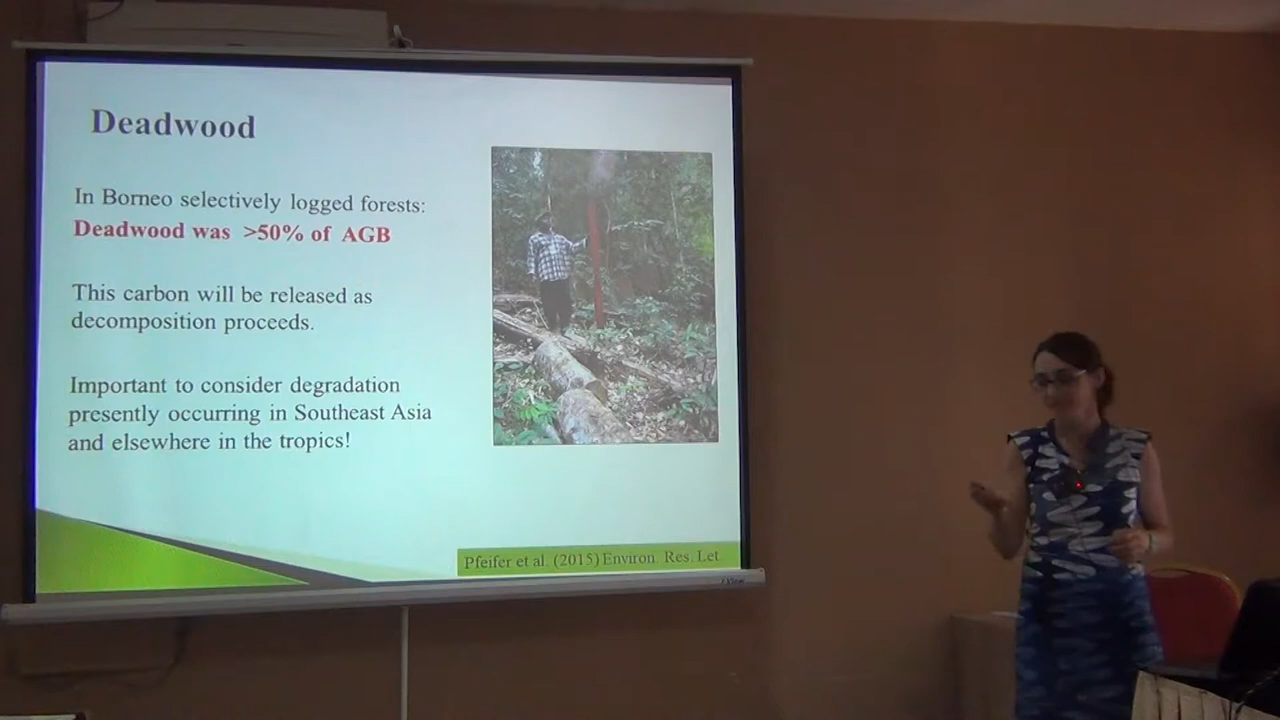 Deadwood
In Borneo selectively logged forests:
Deadwood was >50% of AGB
This carbon will be released as
decomposition proceeds.
Important to consider degradation
presently occurring in Southeast Asia
and elsewhere in the tropics!
Pfeifer et al. (2015) Environ. Res. Let.